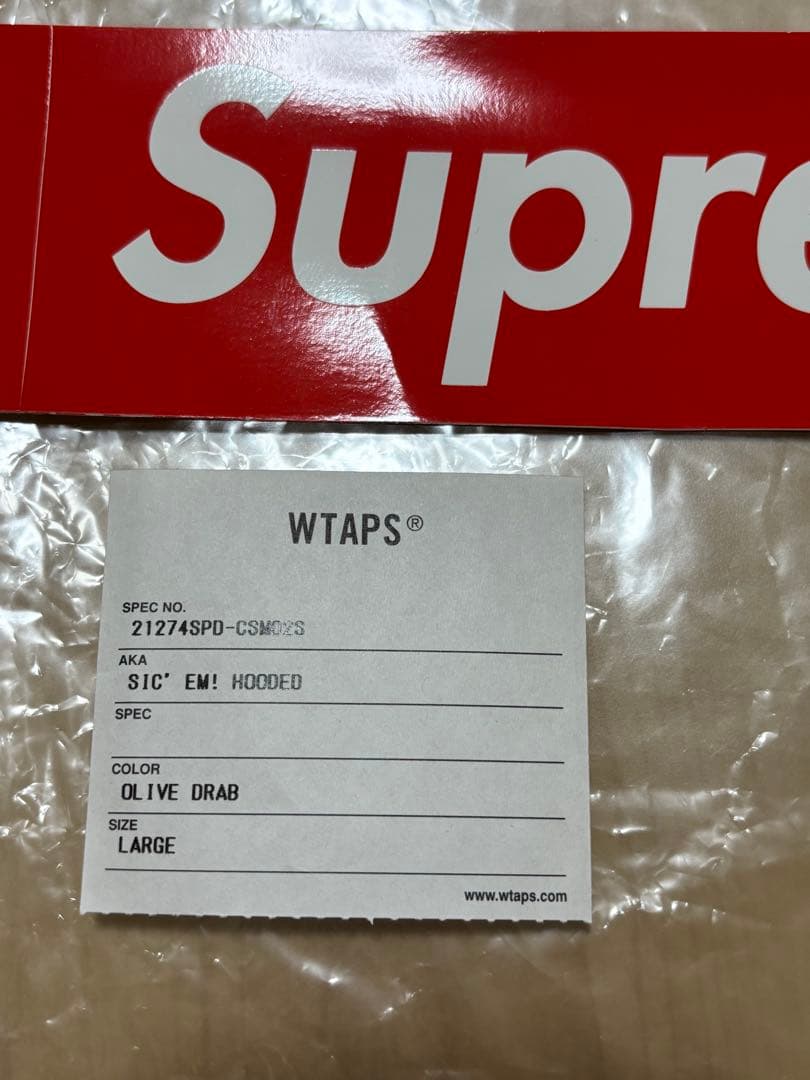 Supre
WTAPS®
SPEC NO.
21274SPD-CSM02S
AKA
SIC' EM! HOODED
SPEC
COLOR
OLIVE DRAB
SIZE
LARGE
www.wtaps.com